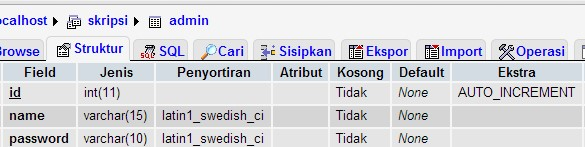 ocalhost ▸ skripsi ▸ admin
Browse Struktur SQL Cari Sisipkan Ekspor Import Operasi
Field Jenis Penyortiran Atribut Kosong Default Ekstra
id int(11) Tidak None AUTO_INCREMENT
name varchar(15) latin1_swedish_ci Tidak None
password varchar(10) latin1_swedish_ci Tidak None